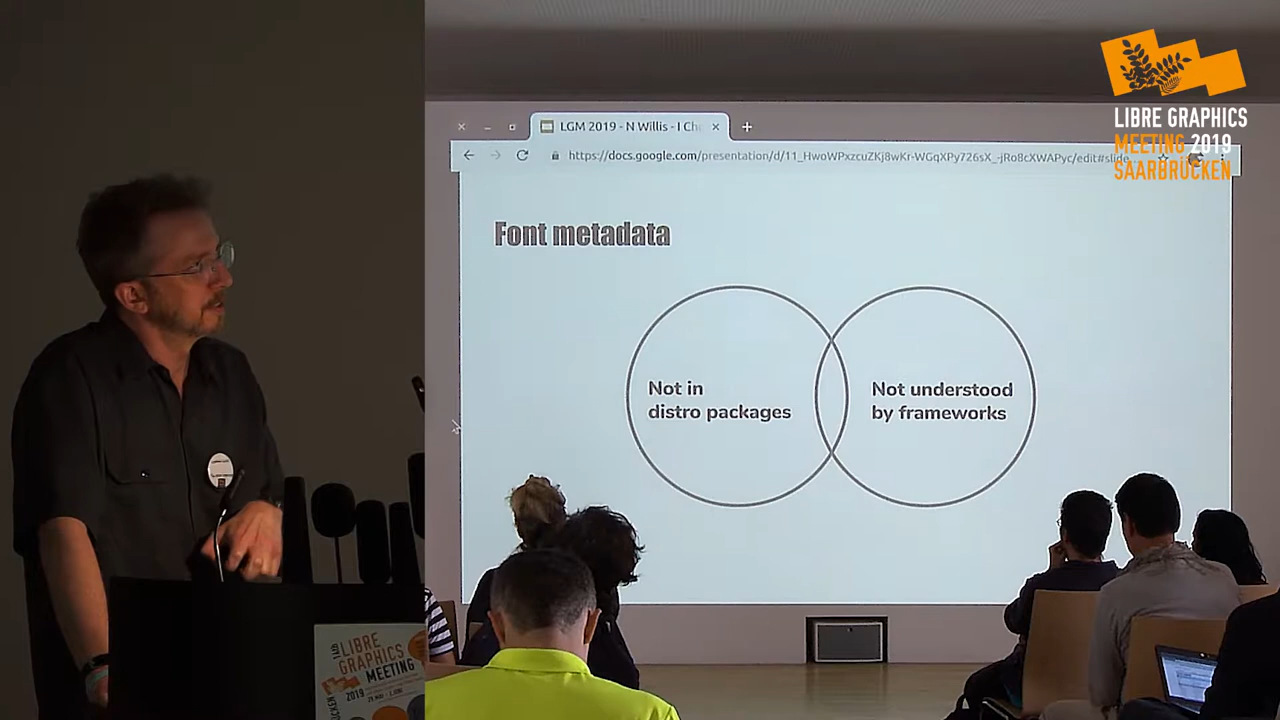 LIBRE GRAPHICS
MEETING 2019
SAARBRÜCKEN
LGM 2019 - N Willis - I Ch
https://docs.google.com/presentation/d/11_HwoWPxzcuZKj8wKr-WGqXPy726sX_-jRo8cXWAPyc/edit#slide
Font metadata
Not in
distro packages
Not understood
by frameworks
LIBRE
GRAPHICS
MEETING
2019